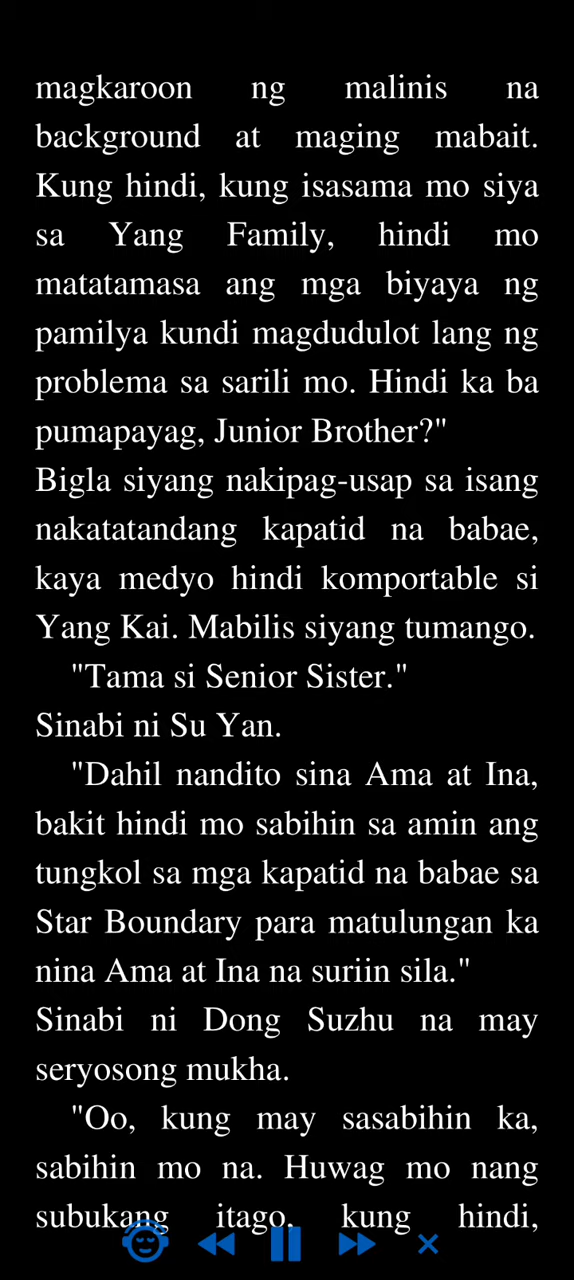 magkaroon ng malinis na
background at maging mabait.
Kung hindi, kung isasama mo siya
sa Yang Family, hindi mo
matatamasa ang mga biyaya ng
pamilya kundi magdudulot lang ng
problema sa sarili mo. Hindi ka ba
pumapayag, Junior Brother?"
Bigla siyang nakipag-usap sa isang
nakatatandang kapatid na babae,
kaya medyo hindi komportable si
Yang Kai. Mabilis siyang tumango.
"Tama si Senior Sister."
Sinabi ni Su Yan.
"Dahil nandito sina Ama at Ina,
bakit hindi mo sabihin sa amin ang
tungkol sa mga kapatid na babae sa
Star Boundary para matulungan ka
nina Ama at Ina na suriin sila."
Sinabi ni Dong Suzhu na may
seryosong mukha.
"Oo, kung may sasabihin ka,
sabihin mo na. Huwag mo nang
subukang itago, kung hindi,